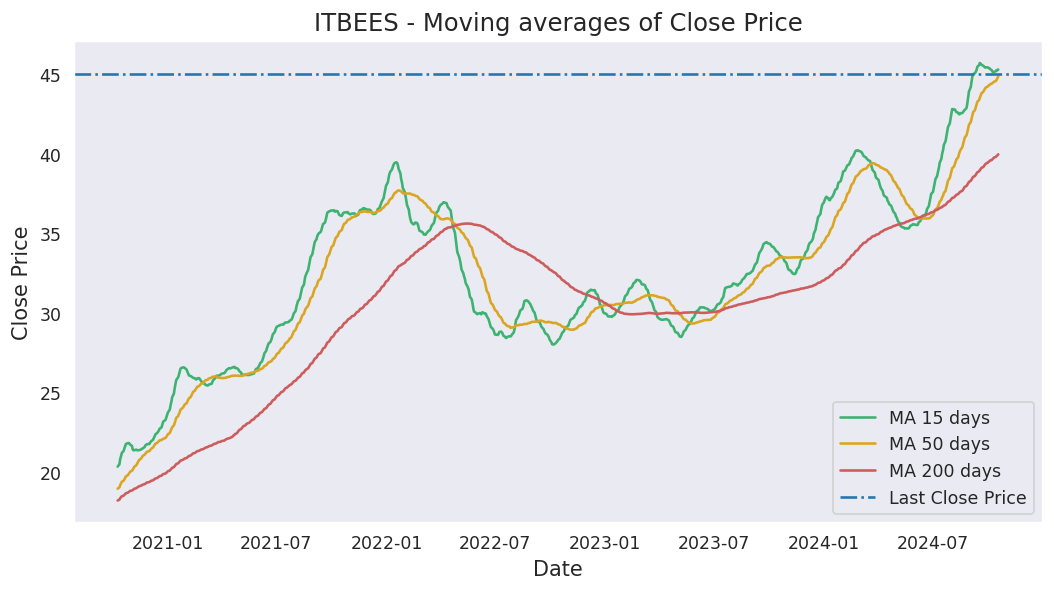 ITBEES - Moving averages of Close Price
Close Price
45
40
35
30
25
20
MA 15 days
MA 50 days
MA 200 days
Last Close Price
2021-01 2021-07 2022-01 2022-07 2023-01 2023-07 2024-01 2024-07
Date